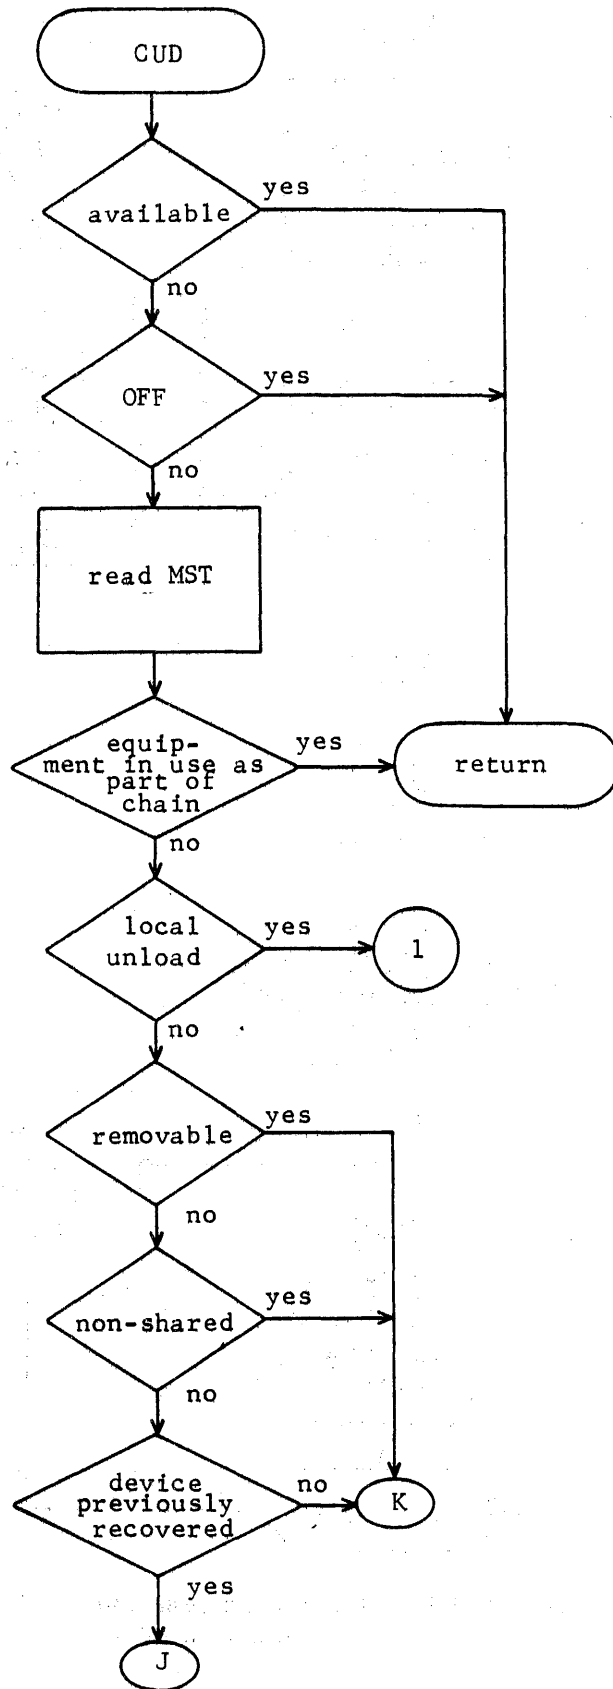 CUD
yes
available
no
yes
OFF
no
read MST
equip-
ment in use as
part of
chain
yes
return
no
local
unload
yes
1
no
yes
removable
no
yes
non-shared
no
device
previously
recovered
no
K
yes
J